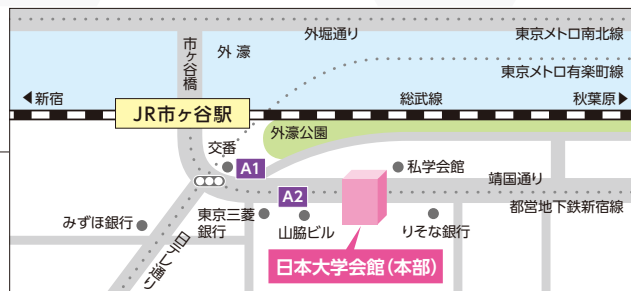 外堀通り
東京メトロ南北線
市ヶ谷橋
外濠
東京メトロ有楽町線
新宿
総武線
秋葉原
JR市ヶ谷駅
外濠公園
交番
A1
私学会館
靖国通り
A2
都営地下鉄新宿線
みずほ銀行
東京三菱
銀行
山脇ビル
りそな銀行
日テレ通り
日本大学会館(本部)